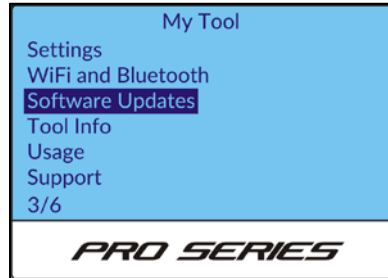 My Tool
Settings
WiFi and Bluetooth
Software Updates
Tool Info
Usage
Support
3/6
PRO SERIES